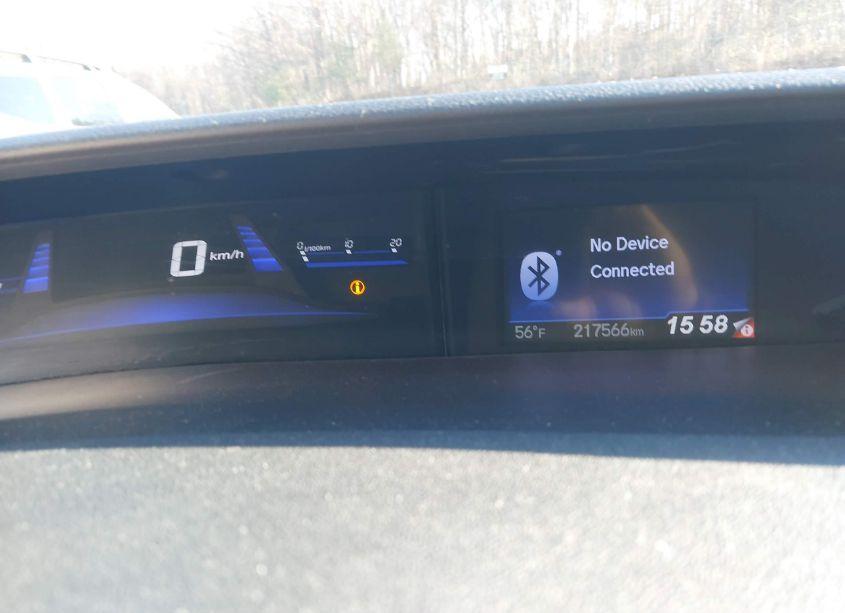 0 km/h
0 l/100km 10 20
No Device
Connected
56°F 217566km 15 58